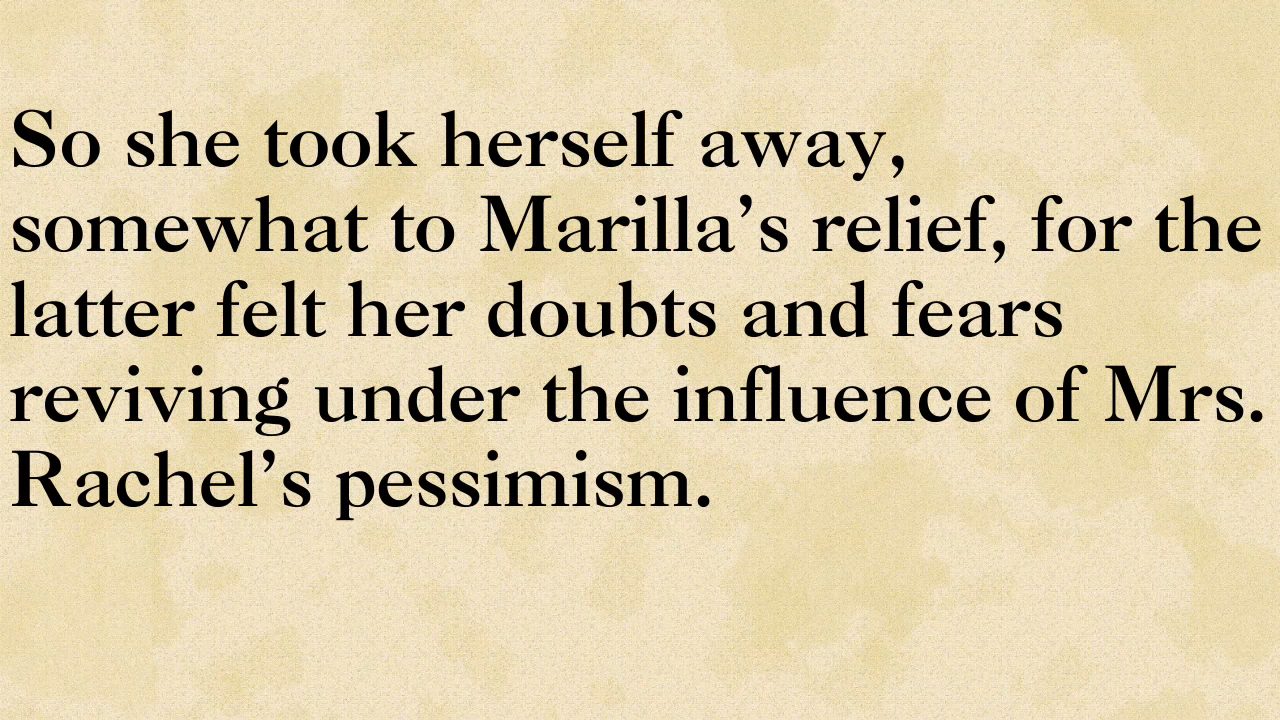 So she took herself away,
somewhat to Marilla’s relief, for the
latter felt her doubts and fears
reviving under the influence of Mrs.
Rachel’s pessimism.